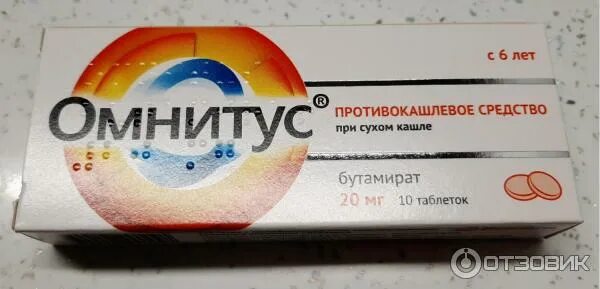 с 6 лет
Омнитус®
ПРОТИВОКАШЛЕВОЕ СРЕДСТВО
при сухом кашле
бутамират
20 мг 10 таблеток
ОТЗОВИК